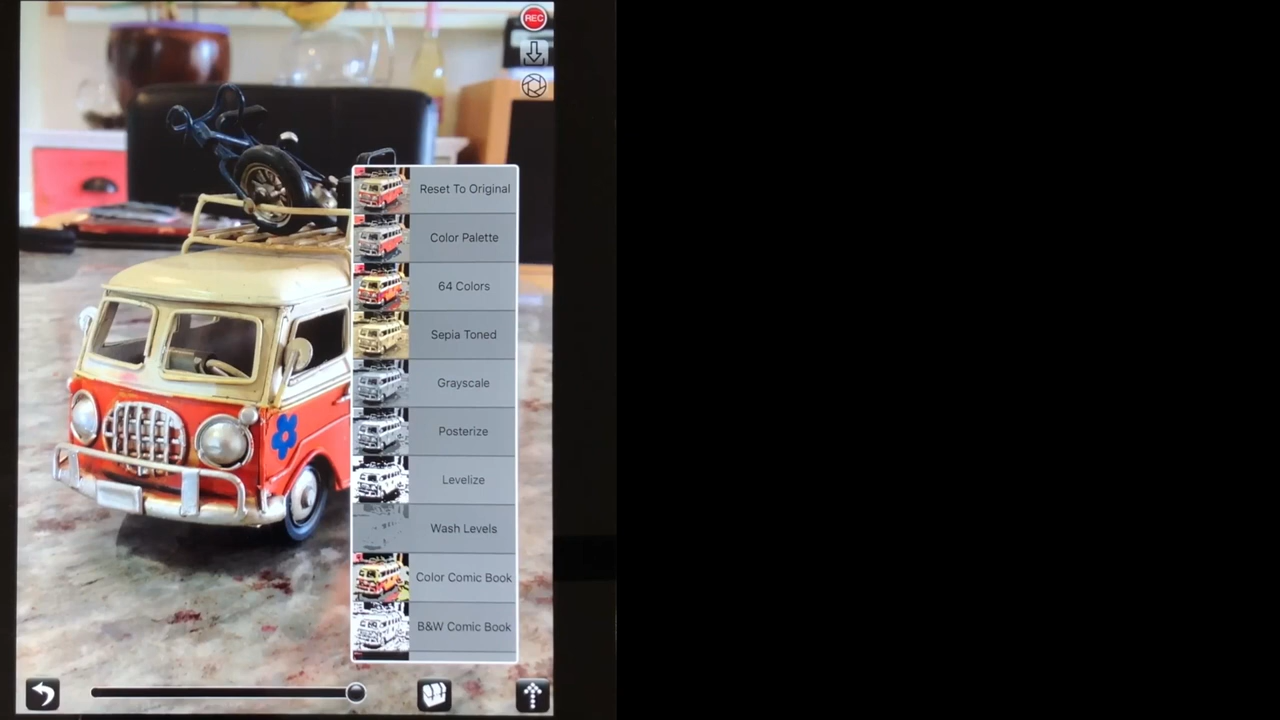 REC
Reset To Original
Color Palette
64 Colors
Sepia Toned
Grayscale
Posterize
Levelize
Wash Levels
Color Comic Book
B&W Comic Book